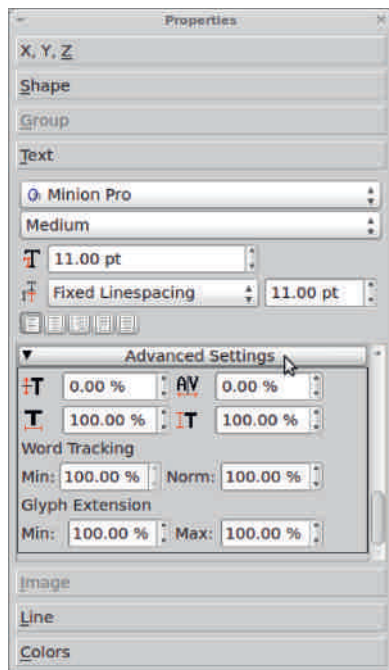 Properties
X, Y, Z
Shape
Group
Text
Minion Pro
Medium
11.00 pt
Fixed Linespacing 11.00 pt
Advanced Settings
0.00 % 0.00 %
100.00 % 100.00 %
Word Tracking
Min: 100.00 % Norm: 100.00 %
Glyph Extension
Min: 100.00 % Max: 100.00 %
Image
Line
Colors